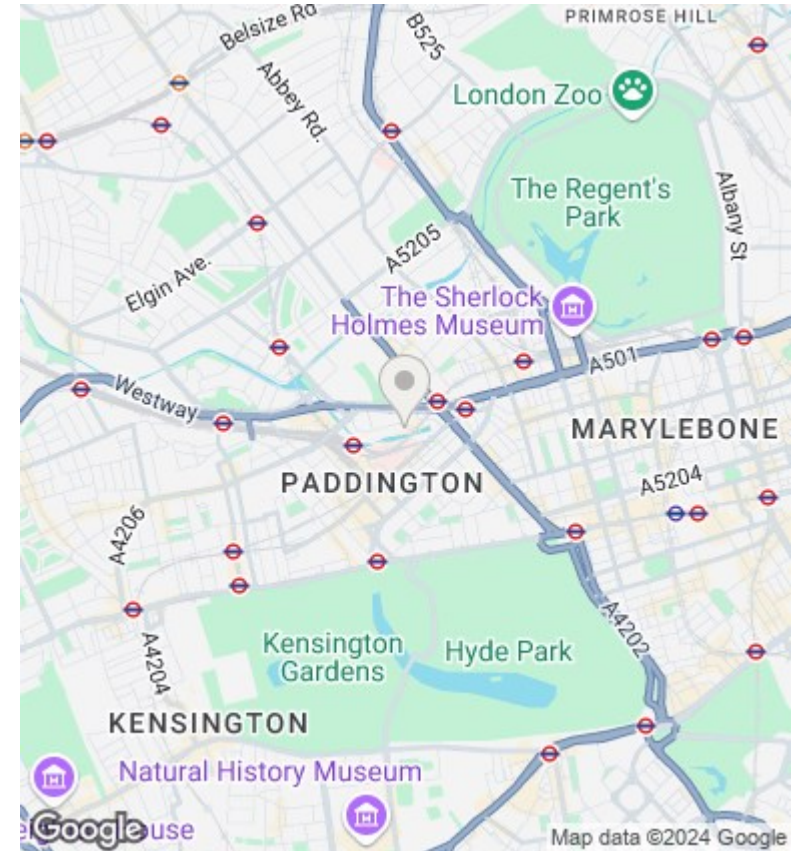 PRIMROSE HILL
Belsize Rd
B525
Abbey Rd.
London Zoo
The Regent's
Park
Albany St
A5205
Elgin Ave.
The Sherlock
Holmes Museum
A501
Westway
MARYLEBONE
PADDINGTON
A5204
A4206
A4202
Kensington
Gardens
Hyde Park
A4204
KENSINGTON
Natural History Museum
Google
use
Map data ©2024 Google